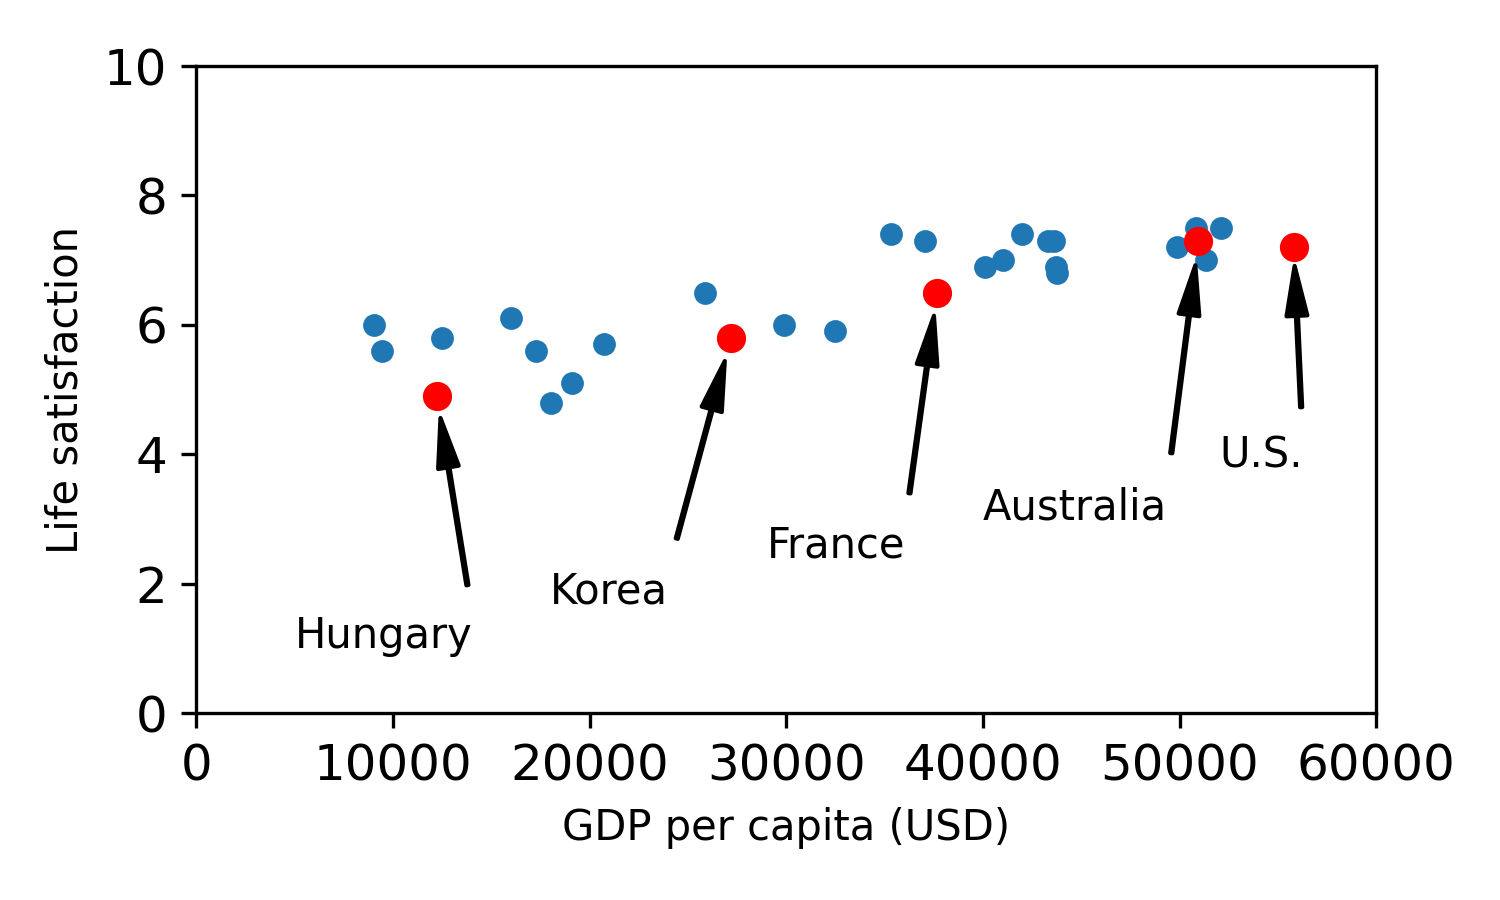 10
8
6
4
2
0
Life satisfaction
Hungary
Korea
France
Australia
U.S.
0 10000 20000 30000 40000 50000 60000
GDP per capita (USD)